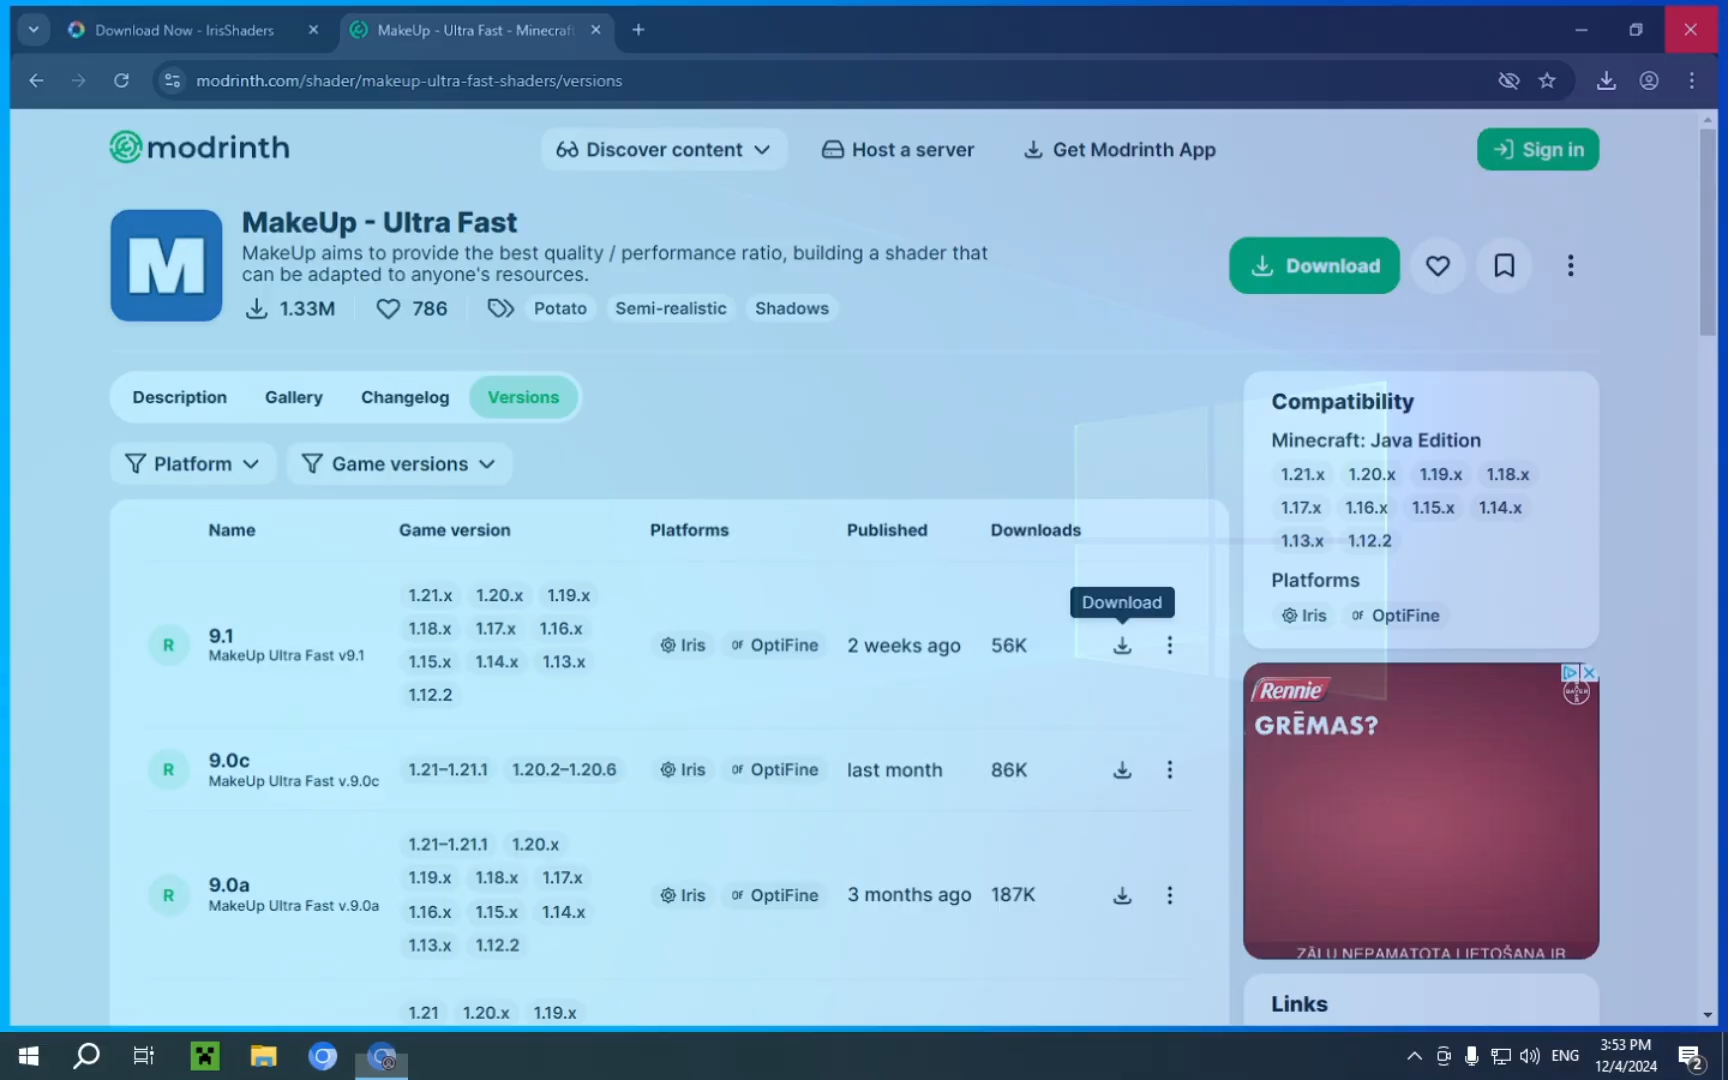 Download Now - IrisShaders
MakeUp - Ultra Fast - Minecraft
modrinth.com/shader/makeup-ultra-fast-shaders/versions
modrinth
Discover content
Host a server
Get Modrinth App
Sign in
M
MakeUp - Ultra Fast
MakeUp aims to provide the best quality / performance ratio, building a shader that
can be adapted to anyone's resources.
1.33M
786
Potato
Semi-realistic
Shadows
Download
Description
Gallery
Changelog
Versions
Platform
Game versions
Name
Game version
Platforms
Published
Downloads
R
9.1
MakeUp Ultra Fast v9.1
1.21.x 1.20.x 1.19.x
1.18.x 1.17.x 1.16.x
1.15.x 1.14.x 1.13.x
1.12.2
Iris
OF OptiFine
2 weeks ago
56K
Download
R
9.0c
MakeUp Ultra Fast v.9.0c
1.21–1.21.1 1.20.2–1.20.6
Iris
OF OptiFine
last month
86K
R
9.0a
MakeUp Ultra Fast v.9.0a
1.21–1.21.1 1.20.x
1.19.x 1.18.x 1.17.x
1.16.x 1.15.x 1.14.x
1.13.x 1.12.2
Iris
OF OptiFine
3 months ago
187K
1.21 1.20.x 1.19.x
Compatibility
Minecraft: Java Edition
1.21.x 1.20.x 1.19.x 1.18.x
1.17.x 1.16.x 1.15.x 1.14.x
1.13.x 1.12.2
Platforms
Iris
OF OptiFine
Rennie
BAYER
GRĒMAS?
ZĀĻU NEPAMATOTA LIETOŠANA IR
Links
ENG
3:53 PM
12/4/2024
2